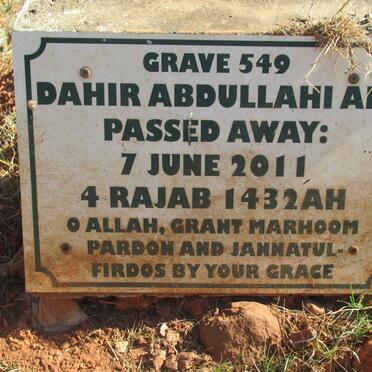 GRAVE 549
DAHIR ABDULLAHI
PASSED AWAY:
7 JUNE 2011
4 RAJAB 1432AH
O ALLAH, GRANT MARHOOM
PARDON AND JANNATUL-
FIRDOS BY YOUR GRACE